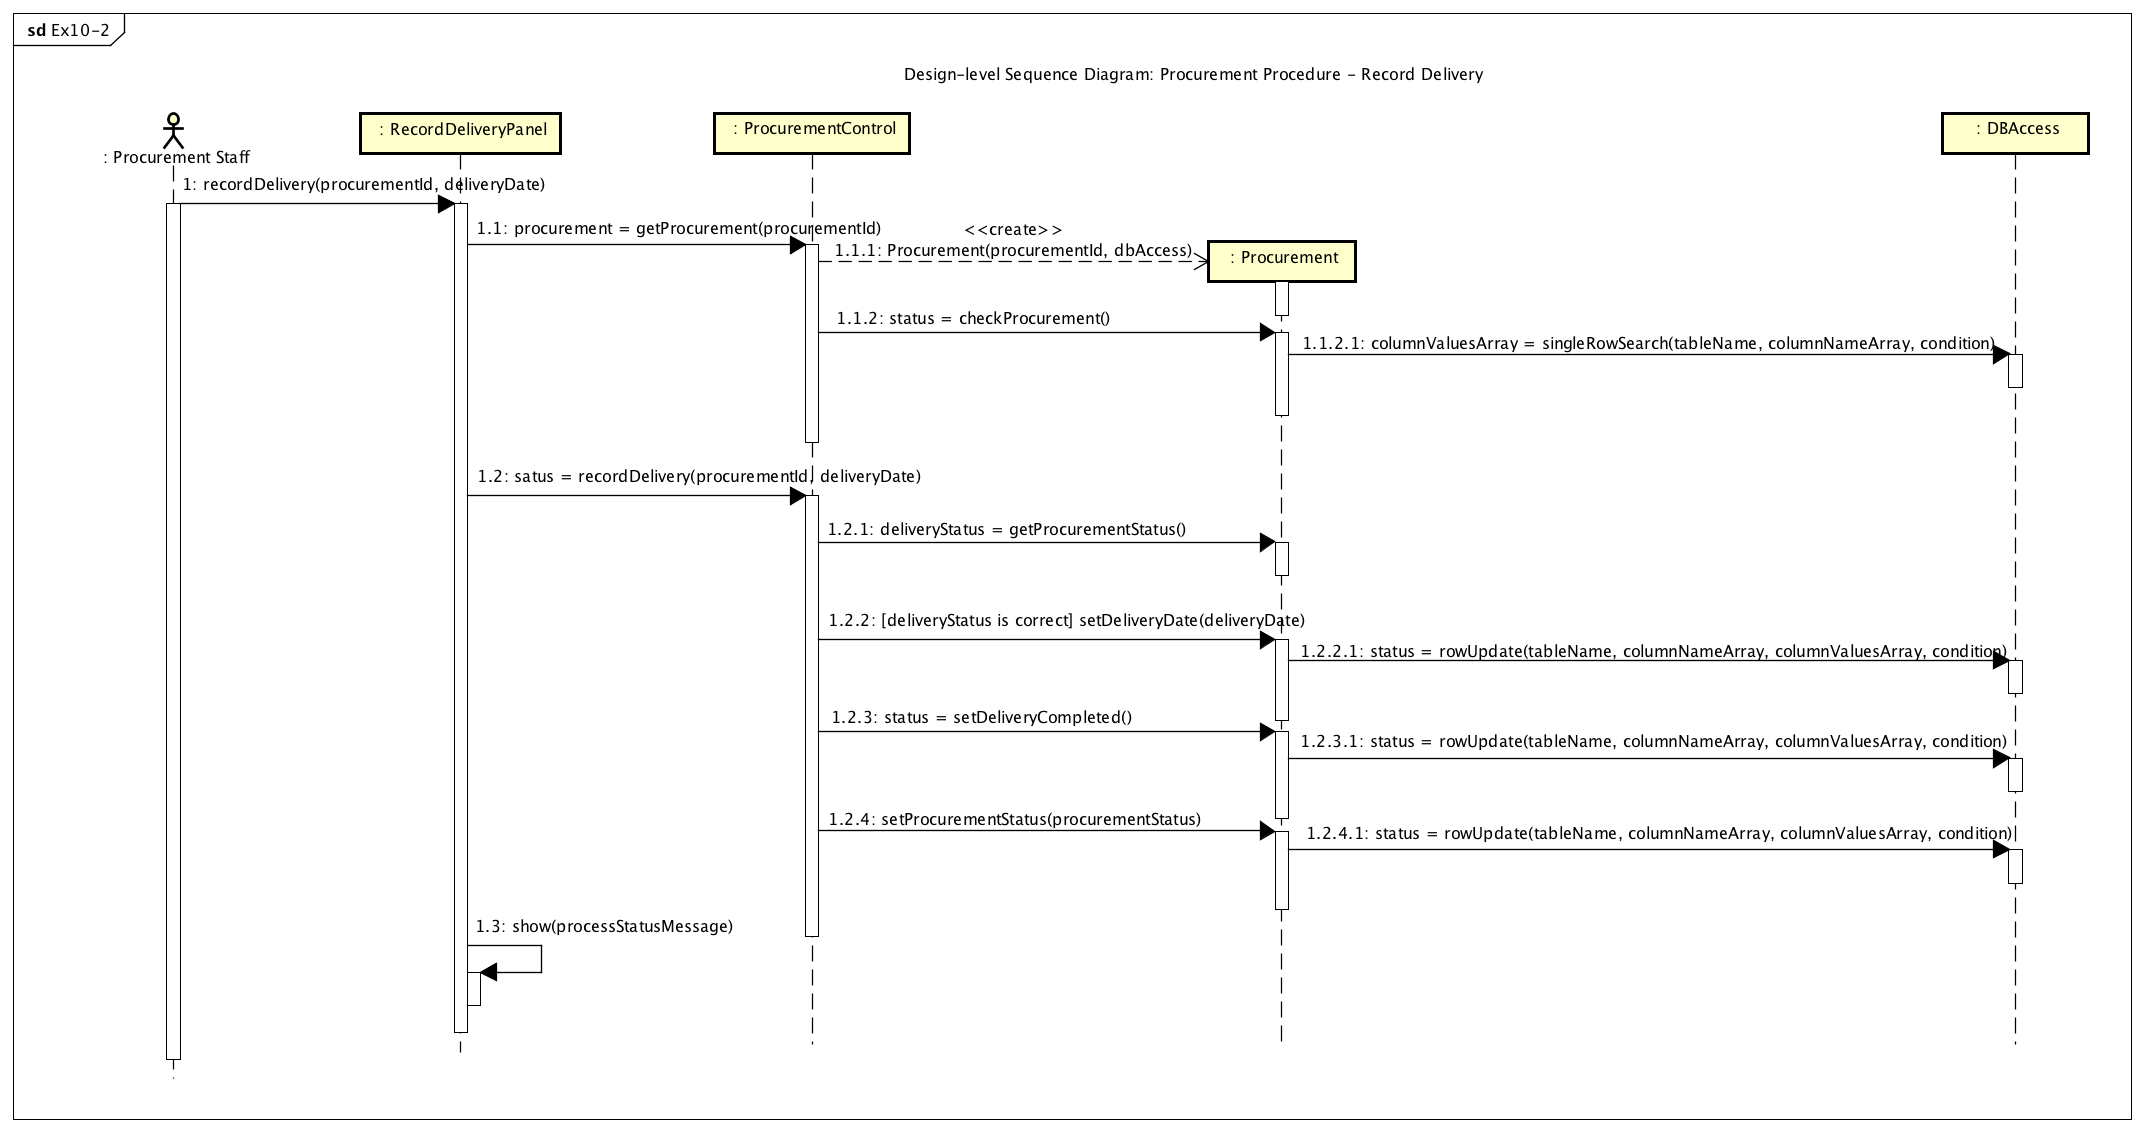 sd Ex10-2
Design-level Sequence Diagram: Procurement Procedure - Record Delivery
: Procurement Staff
: RecordDeliveryPanel
: ProcurementControl
: DBAccess
1: recordDelivery(procurementId, deliveryDate)
1.1: procurement = getProcurement(procurementId)
<<create>>
1.1.1: Procurement(procurementId, dbAccess)
: Procurement
1.1.2: status = checkProcurement()
1.1.2.1: columnValuesArray = singleRowSearch(tableName, columnNameArray, condition)
1.2: satus = recordDelivery(procurementId, deliveryDate)
1.2.1: deliveryStatus = getProcurementStatus()
1.2.2: [deliveryStatus is correct] setDeliveryDate(deliveryDate)
1.2.2.1: status = rowUpdate(tableName, columnNameArray, columnValuesArray, condition)
1.2.3: status = setDeliveryCompleted()
1.2.3.1: status = rowUpdate(tableName, columnNameArray, columnValuesArray, condition)
1.2.4: setProcurementStatus(procurementStatus)
1.2.4.1: status = rowUpdate(tableName, columnNameArray, columnValuesArray, condition)
1.3: show(processStatusMessage)